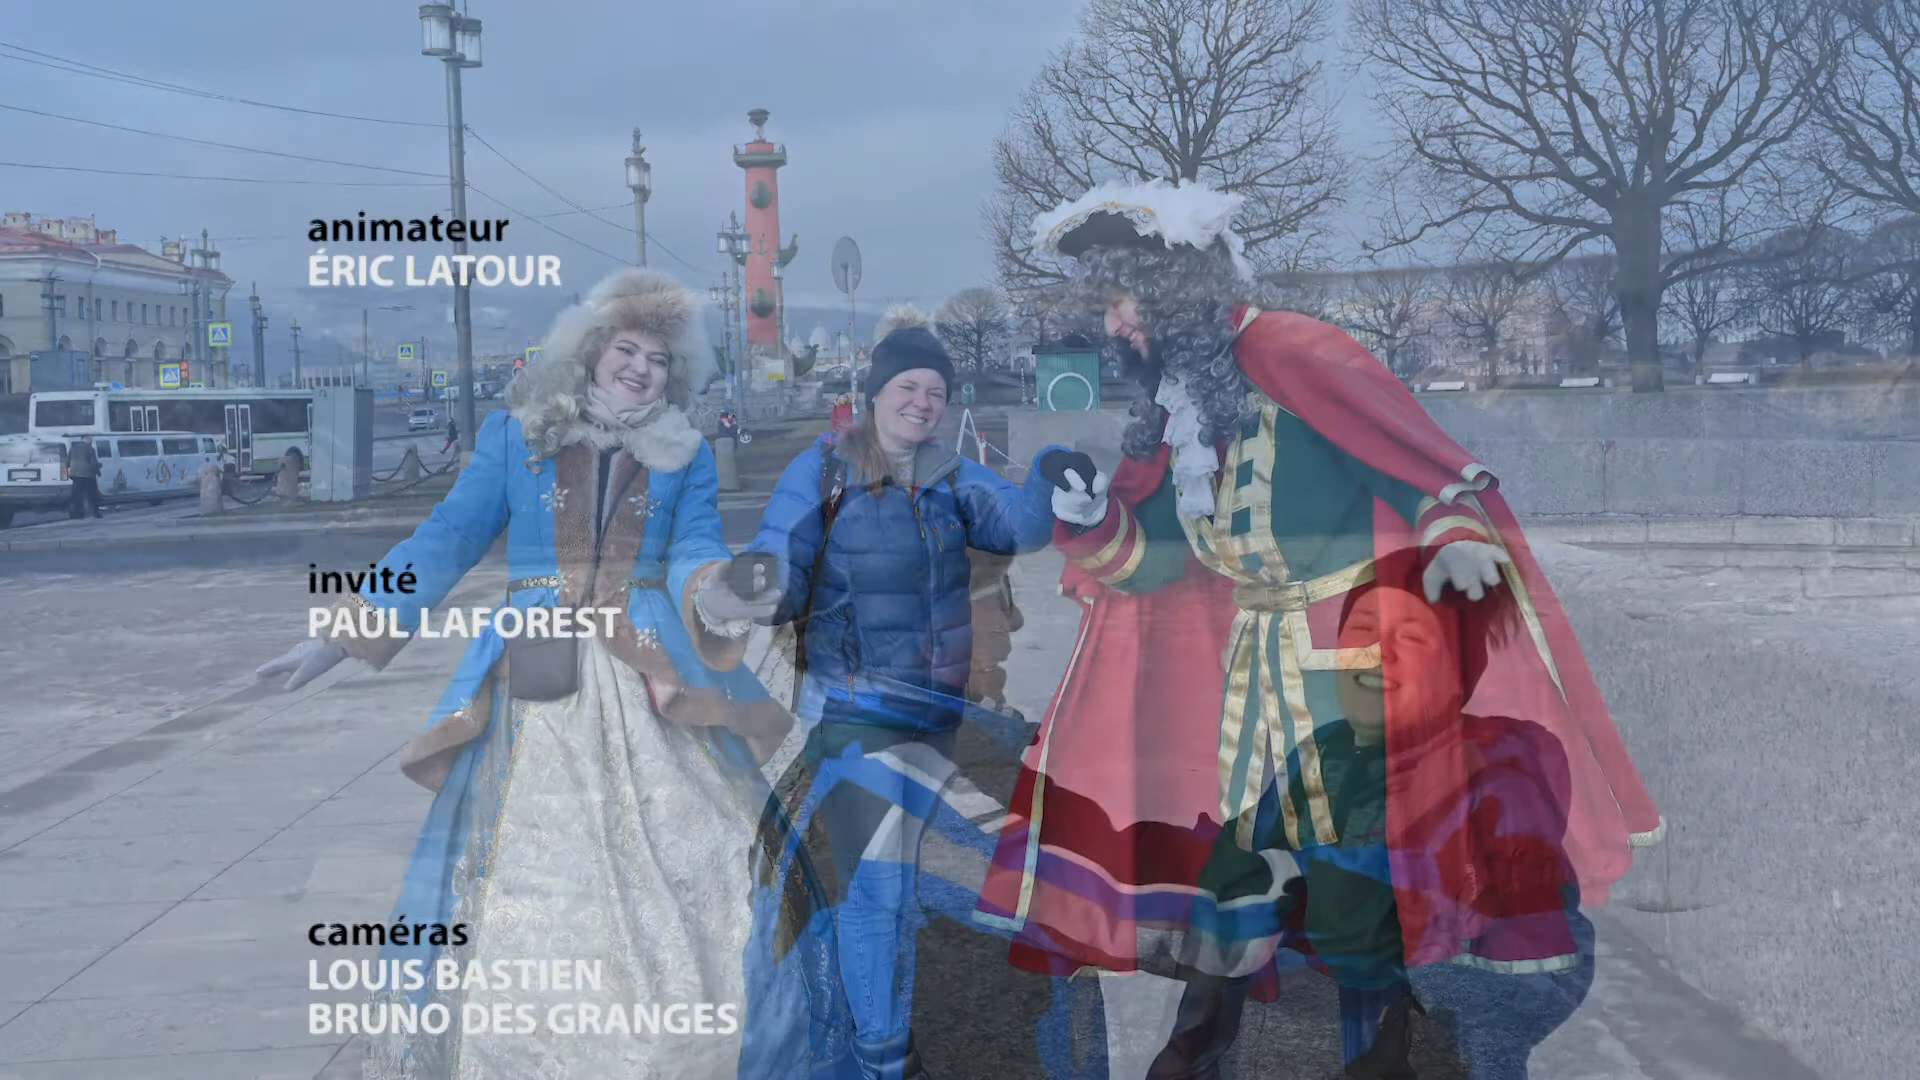 animateur
ÉRIC LATOUR
invité
PAUL LAFOREST
caméras
LOUIS BASTIEN
BRUNO DES GRANGES